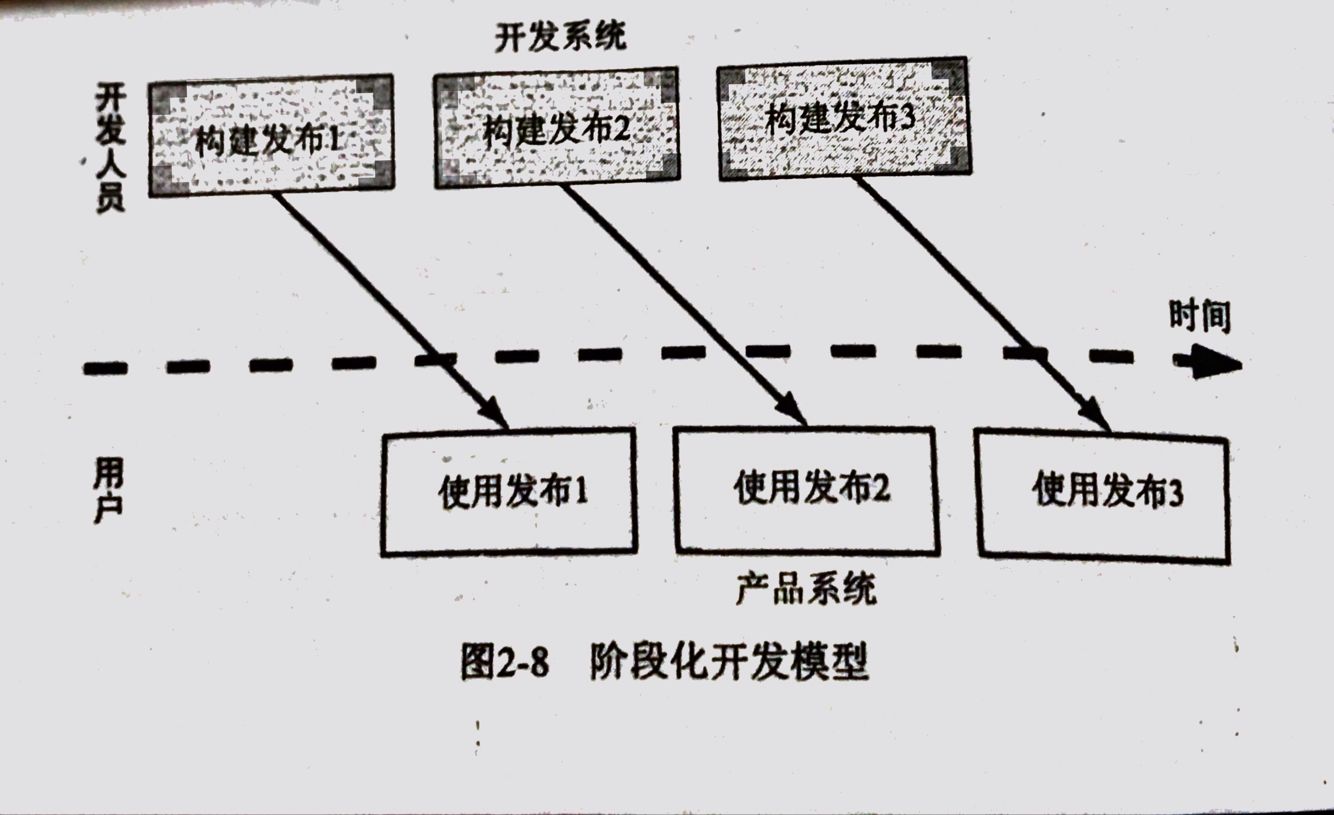 开发系统
开发人员
构建发布1
构建发布2
构建发布3
时间
用户
使用发布1
使用发布2
使用发布3
产品系统
图2-8 阶段化开发模型